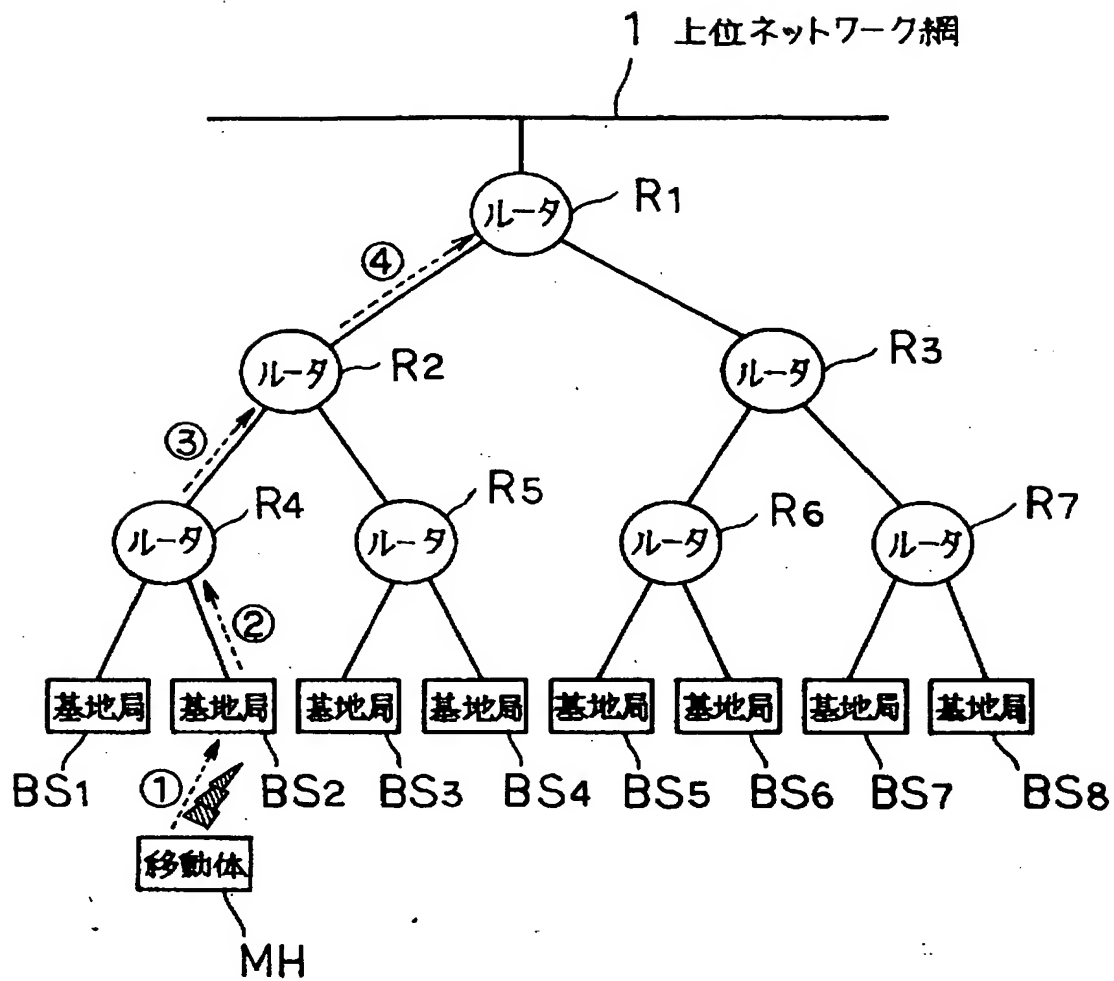 1 上位ネットワーク網
ルータ R1
④
ルータ R2
ルータ R3
③
ルータ R4
ルータ R5
ルータ R6
ルータ R7
②
基地局 基地局 基地局 基地局 基地局 基地局 基地局 基地局
BS1 ① BS2 BS3 BS4 BS5 BS6 BS7 BS8
移動体
MH